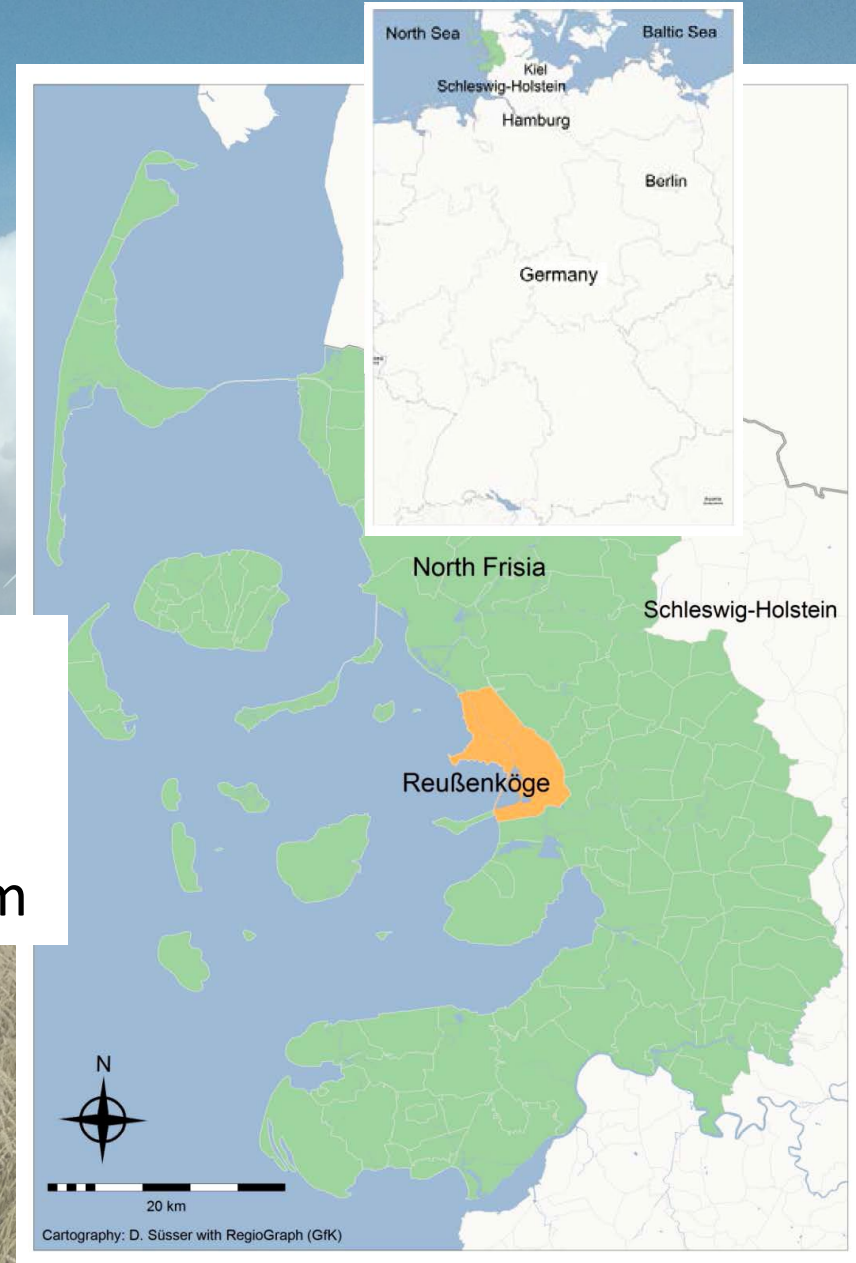 North Sea
Baltic Sea
Kiel
Schleswig-Holstein
Hamburg
Berlin
Germany
North Frisia
Schleswig-Holstein
Reußenköge
m
N
20 km
Cartography: D. Süsser with RegioGraph (GfK)